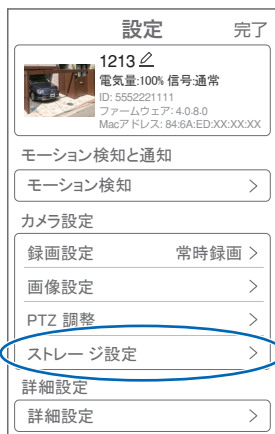 設定 完了
1213
電気量:100% 信号:通常
ID: 5552221111
ファームウェア: 4.0.8.0
Macアドレス: 84:6A:ED:XX:XX:XX
モーション検知と通知
モーション検知
カメラ設定
録画設定 常時録画
画像設定
PTZ 調整
ストレージ設定
詳細設定
詳細設定